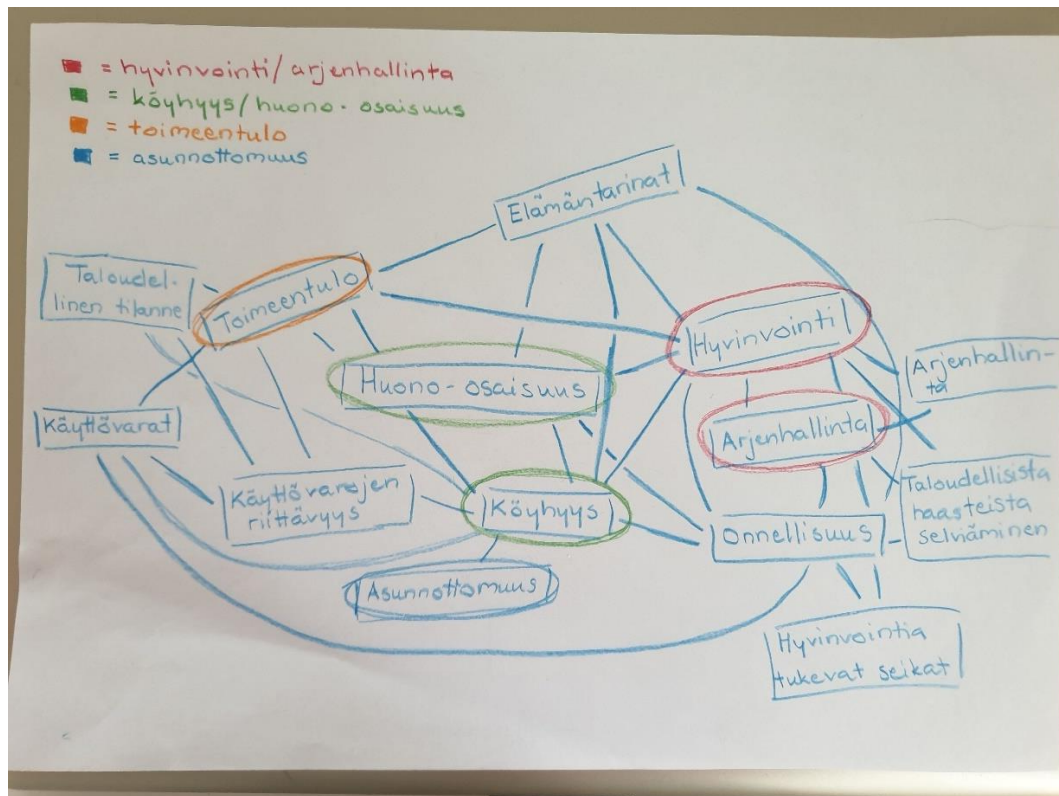 = hyvinvointi/arjenhallinta
= köyhyys/huono-osaisuus
= toimeentulo
= asunnottomuus
Elämäntarinat
Taloudel-
linen tilanne
Toimeentulo
Hyvinvointi
Huono-osaisuus
Arjenhallin-
ta
Käyttövarat
Arjenhallinta
Käyttövarojen
riittävyys
Köyhyys
Taloudellisista
haasteista
selviäminen
Onnellisuus
Asunnottomuus
Hyvinvointia
tukevat seikat